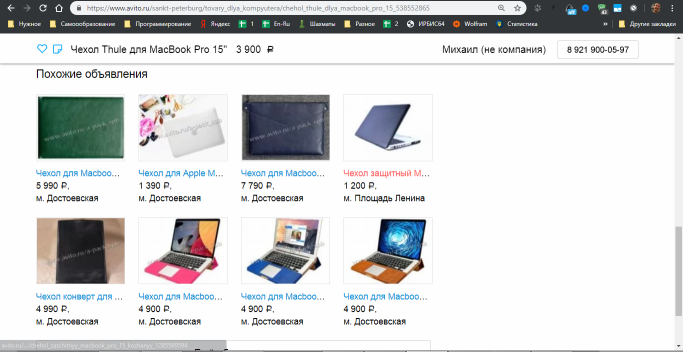 https://www.avito.ru/sankt-peterburg/tovary_dlya_kompyutera/chehol_thule_dlya_macbook_pro_15_538552865
Нужное Самообразование Программирование Язык 1 En-Ru Шахматы Разное 2 ИРБИС64 Wolfram Статистика » Другие закладки
Чехол Thule для MacBook Pro 15" 3 900 ₽ Михаил (не компания) 8 921 900-05-97
Похожие объявления
Чехол для Macboo... Чехол для Apple M... Чехол для Macboo... Чехол защитный M...
5 990 ₽, 1 390 ₽, 7 790 ₽, 1 200 ₽,
м. Достоевская м. Достоевская м. Площадь Ленина
Чехол конверт для ... Чехол для Macboo... Чехол для Macboo... Чехол для Macboo...
4 990 ₽, 4 900 ₽, 4 900 ₽, 4 900 ₽,
м. Достоевская м. Достоевская м. Достоевская м. Достоевская